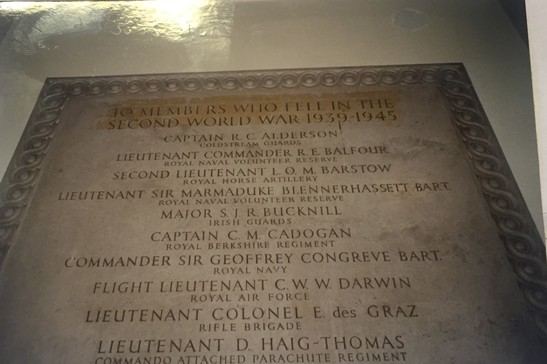 TO MEMBERS WHO FELL IN THE
SECOND WORLD WAR 1939-1945
CAPTAIN R. C. ALDERSON
COLDSTREAM GUARDS
LIEUTENANT COMMANDER R. E. BALFOUR
ROYAL NAVAL VOLUNTEER RESERVE
SECOND LIEUTENANT L. O. M. BARSTOW
ROYAL HORSE ARTILLERY
LIEUTENANT SIR MARMADUKE BLENNERHASSETT BART.
ROYAL NAVAL VOLUNTEER RESERVE
MAJOR S. J. R. BUCKNILL
IRISH GUARDS
CAPTAIN C. M. CADOGAN
ROYAL BERKSHIRE REGIMENT
COMMANDER SIR GEOFFREY CONGREVE BART.
ROYAL NAVY
FLIGHT LIEUTENANT C. W. W. DARWIN
ROYAL AIR FORCE
LIEUTENANT COLONEL E. des GRAZ
RIFLE BRIGADE
LIEUTENANT D. HAIG-THOMAS
COMMANDO ATTACHED PARACHUTE REGIMENT